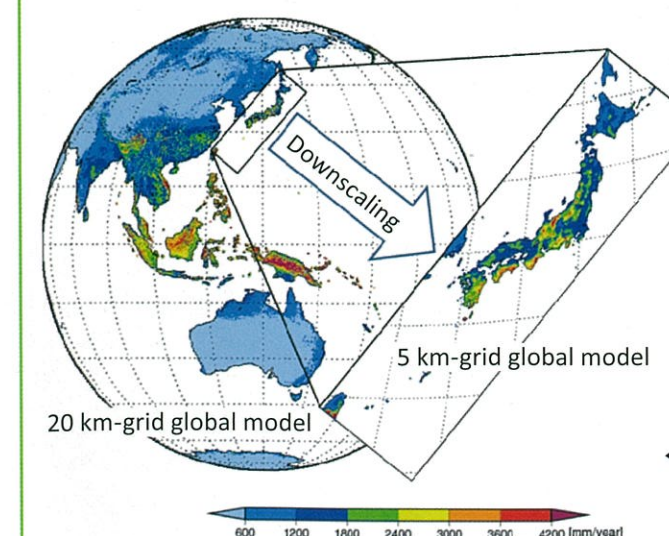 Downscaling
5 km-grid global model
20 km-grid global model
600 1200 1800 2400 3000 3600 4200 [mm/year]